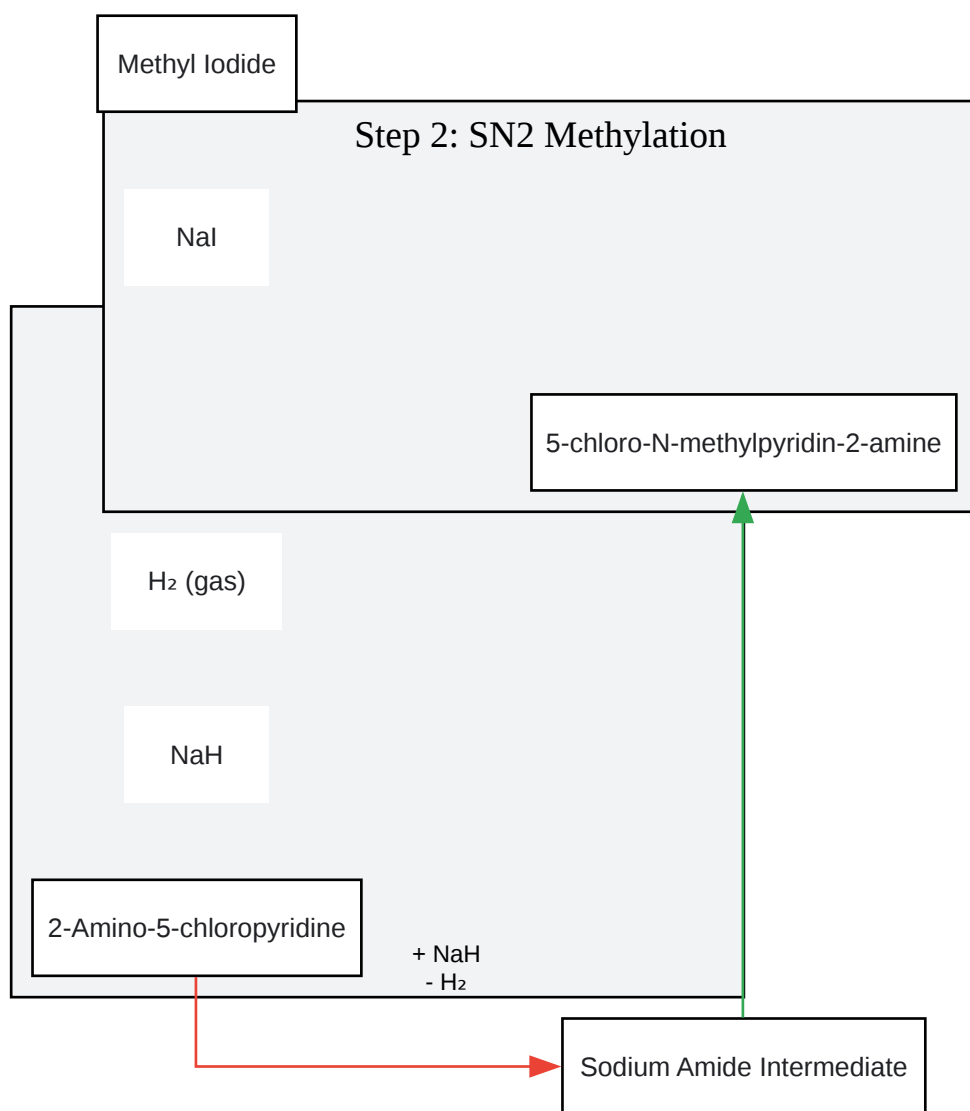 Methyl Iodide
Step 2: SN2 Methylation
NaI
5-chloro-N-methylpyridin-2-amine
H₂ (gas)
NaH
2-Amino-5-chloropyridine
+ NaH
- H₂
Sodium Amide Intermediate